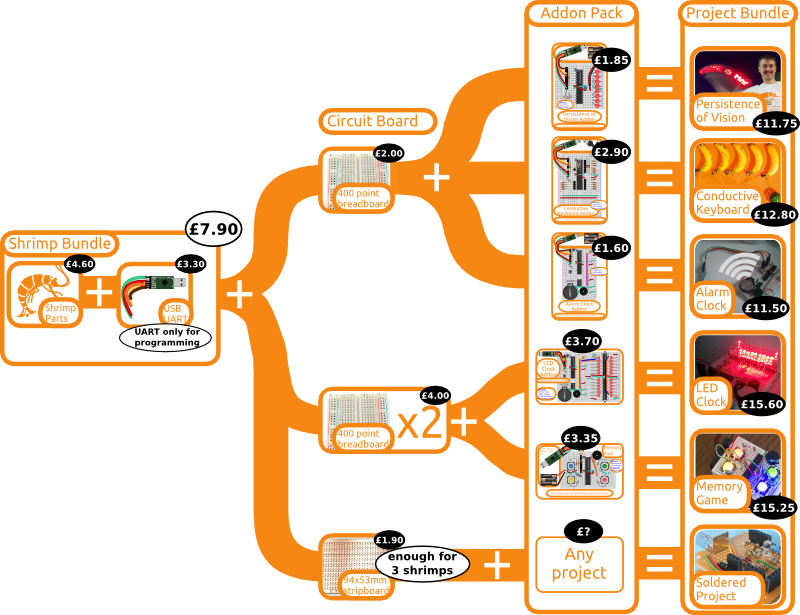 Addon Pack
Project Bundle
£1.85
Persistence of
Vision Addon
Persistence
of Vision
£11.75
Circuit Board
£2.00
400 point
breadboard
+
£2.90
Conductive
Keyboard Addon
=
Conductive
Keyboard
£12.80
£7.90
Shrimp Bundle
£4.60
Shrimp
Parts
+
£3.30
USB
UART
UART only for
programming
+
£1.60
Alarm Clock
Addon
=
Alarm
Clock
£11.50
£3.70
LED
Clock
Addon
=
LED
Clock
£15.60
£4.00
400 point
breadboard
x2
+
£3.35
Memory
=
Memory
Game
£15.25
£1.90
94x53mm
stripboard
enough for
3 shrimps
+
£?
Any
project
=
Soldered
Project